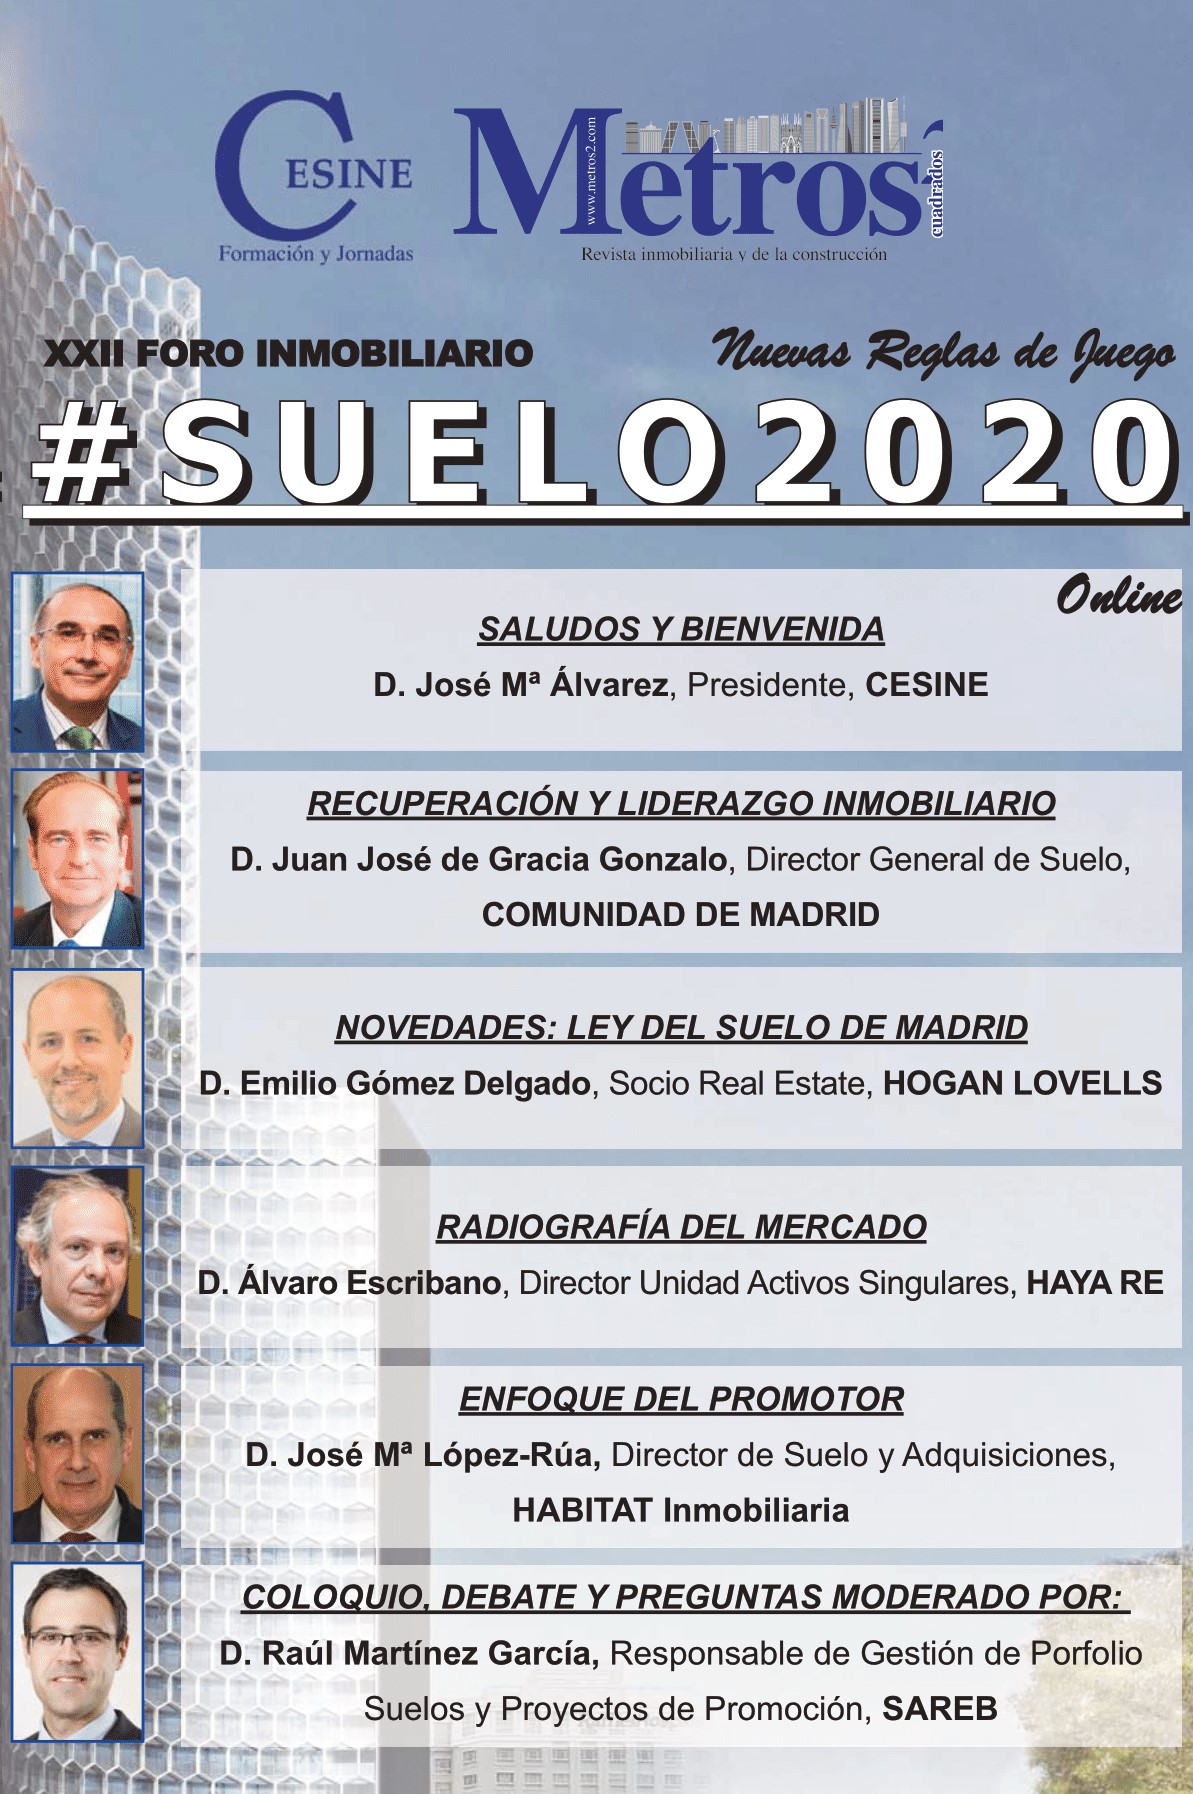 CESINE
Formación y Jornadas
Metros²
www.metros2.com
cuadrados
Revista inmobiliaria y de la construcción
XXII FORO INMOBILIARIO
Nuevas Reglas de Juego
#SUELO2020
Online
SALUDOS Y BIENVENIDA
D. José Mª Álvarez, Presidente, CESINE
RECUPERACIÓN Y LIDERAZGO INMOBILIARIO
D. Juan José de Gracia Gonzalo, Director General de Suelo,
COMUNIDAD DE MADRID
NOVEDADES: LEY DEL SUELO DE MADRID
D. Emilio Gómez Delgado, Socio Real Estate, HOGAN LOVELLS
RADIOGRAFÍA DEL MERCADO
D. Álvaro Escribano, Director Unidad Activos Singulares, HAYA RE
ENFOQUE DEL PROMOTOR
D. José Mª López-Rúa, Director de Suelo y Adquisiciones,
HABITAT Inmobiliaria
COLOQUIO, DEBATE Y PREGUNTAS MODERADO POR:
D. Raúl Martínez García, Responsable de Gestión de Porfolio
Suelos y Proyectos de Promoción, SAREB